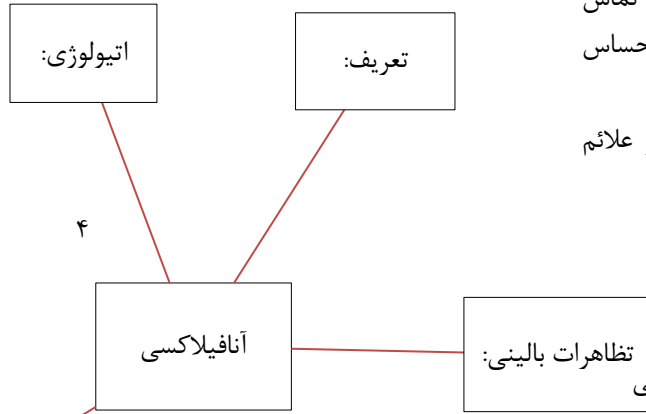 تماس
حساس
علائم
اتیولوژی:
تعریف:
۴
آنافیلاکسی
تظاهرات بالینی:
ی